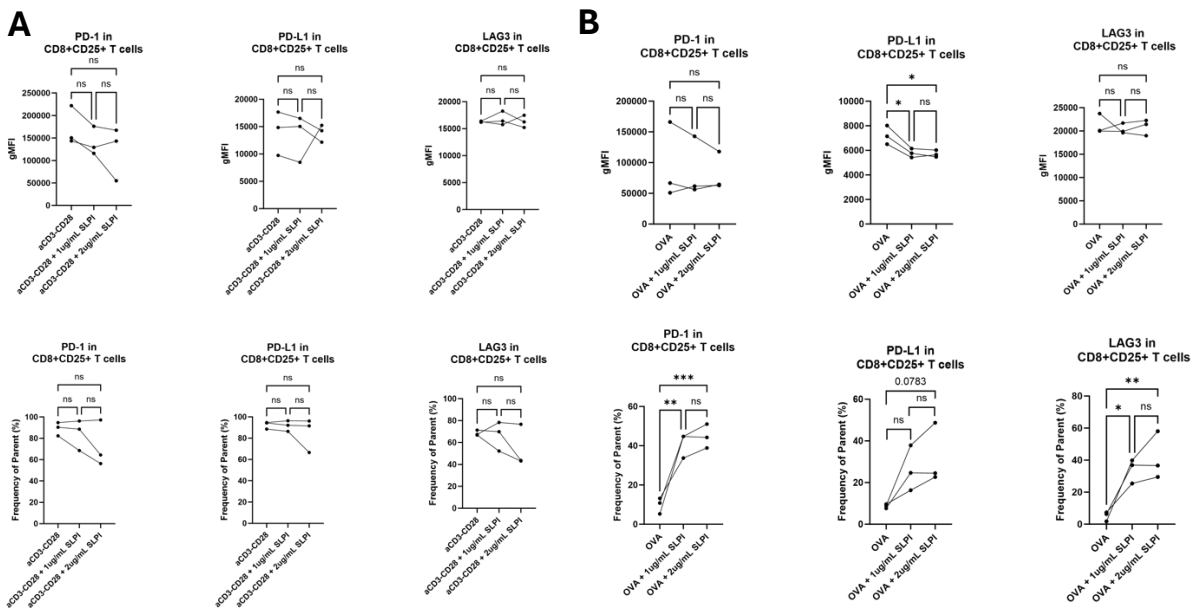 A
PD-1 in
CD8+CD25+ T cells
ns
ns
ns
gMFI
250000
200000
150000
100000
50000
0
aCD3-CD28
aCD3-CD28 + 1ug/mL SLPI
aCD3-CD28 + 2ug/mL SLPI
PD-L1 in
CD8+CD25+ T cells
ns
ns
ns
gMFI
20000
15000
10000
5000
0
aCD3-CD28
aCD3-CD28 + 1ug/mL SLPI
aCD3-CD28 + 2ug/mL SLPI
LAG3 in
CD8+CD25+ T cells
ns
ns
ns
gMFI
20000
15000
10000
5000
0
aCD3-CD28
aCD3-CD28 + 1ug/mL SLPI
aCD3-CD28 + 2ug/mL SLPI
PD-1 in
CD8+CD25+ T cells
ns
ns
ns
Frequency of Parent (%)
100
80
60
40
20
0
aCD3-CD28
aCD3-CD28 + 1ug/mL SLPI
aCD3-CD28 + 2ug/mL SLPI
PD-L1 in
CD8+CD25+ T cells
ns
ns
ns
Frequency of Parent (%)
100
80
60
40
20
0
aCD3-CD28
aCD3-CD28 + 1ug/mL SLPI
aCD3-CD28 + 2ug/mL SLPI
LAG3 in
CD8+CD25+ T cells
ns
ns
ns
Frequency of Parent (%)
100
80
60
40
20
0
aCD3-CD28
aCD3-CD28 + 1ug/mL SLPI
aCD3-CD28 + 2ug/mL SLPI
B
PD-1 in
CD8+CD25+ T cells
ns
ns
ns
gMFI
200000
150000
100000
50000
0
OVA
OVA + 1ug/mL SLPI
OVA + 2ug/mL SLPI
PD-L1 in
CD8+CD25+ T cells
*
*
ns
gMFI
10000
8000
6000
4000
2000
0
OVA
OVA + 1ug/mL SLPI
OVA + 2ug/mL SLPI
LAG3 in
CD8+CD25+ T cells
ns
ns
ns
gMFI
25000
20000
15000
10000
5000
0
OVA
OVA + 1ug/mL SLPI
OVA + 2ug/mL SLPI
PD-1 in
CD8+CD25+ T cells
***
**
ns
Frequency of Parent (%)
60
40
20
0
OVA
OVA + 1ug/mL SLPI
OVA + 2ug/mL SLPI
PD-L1 in
CD8+CD25+ T cells
0.0783
ns
ns
Frequency of Parent (%)
60
40
20
0
OVA
OVA + 1ug/mL SLPI
OVA + 2ug/mL SLPI
LAG3 in
CD8+CD25+ T cells
**
*
ns
Frequency of Parent (%)
80
60
40
20
0
OVA
OVA + 1ug/mL SLPI
OVA + 2ug/mL SLPI